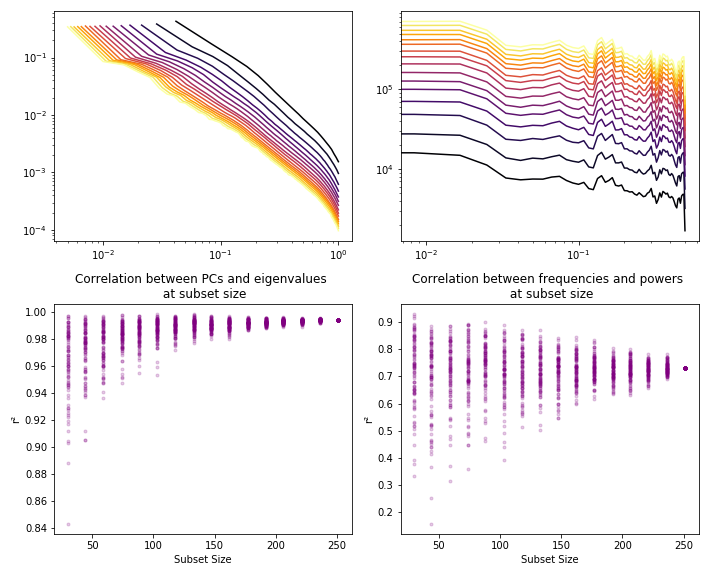 10⁻¹
10⁻²
10⁻³
10⁻⁴
10⁻² 10⁻¹ 10⁰
10⁵
10⁴
10⁻² 10⁻¹
Correlation between PCs and eigenvalues
at subset size
1.00
0.98
0.96
0.94
0.92
0.90
0.88
0.86
0.84
r²
50 100 150 200 250
Subset Size
Correlation between frequencies and powers
at subset size
0.9
0.8
0.7
0.6
0.5
0.4
0.3
0.2
r²
50 100 150 200 250
Subset Size